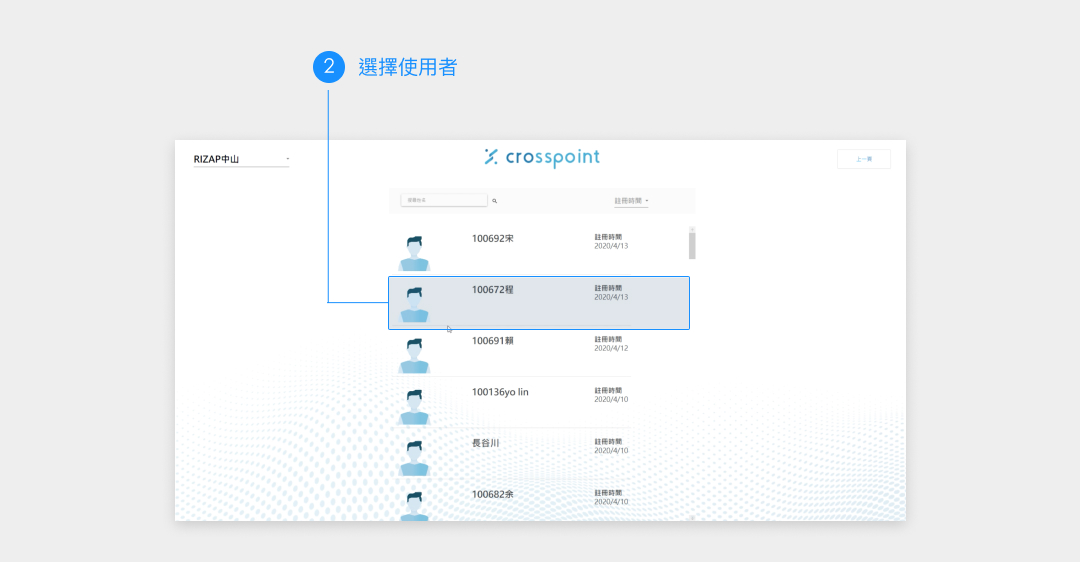 2 選擇使用者
RIZAP中山
crosspoint
上一頁
搜尋姓名
註冊時間
100692宋
註冊時間
2020/4/13
100672程
註冊時間
2020/4/13
100691賴
註冊時間
2020/4/12
100136yo lin
註冊時間
2020/4/10
長谷川
註冊時間
2020/4/10
100682余
註冊時間
2020/4/10